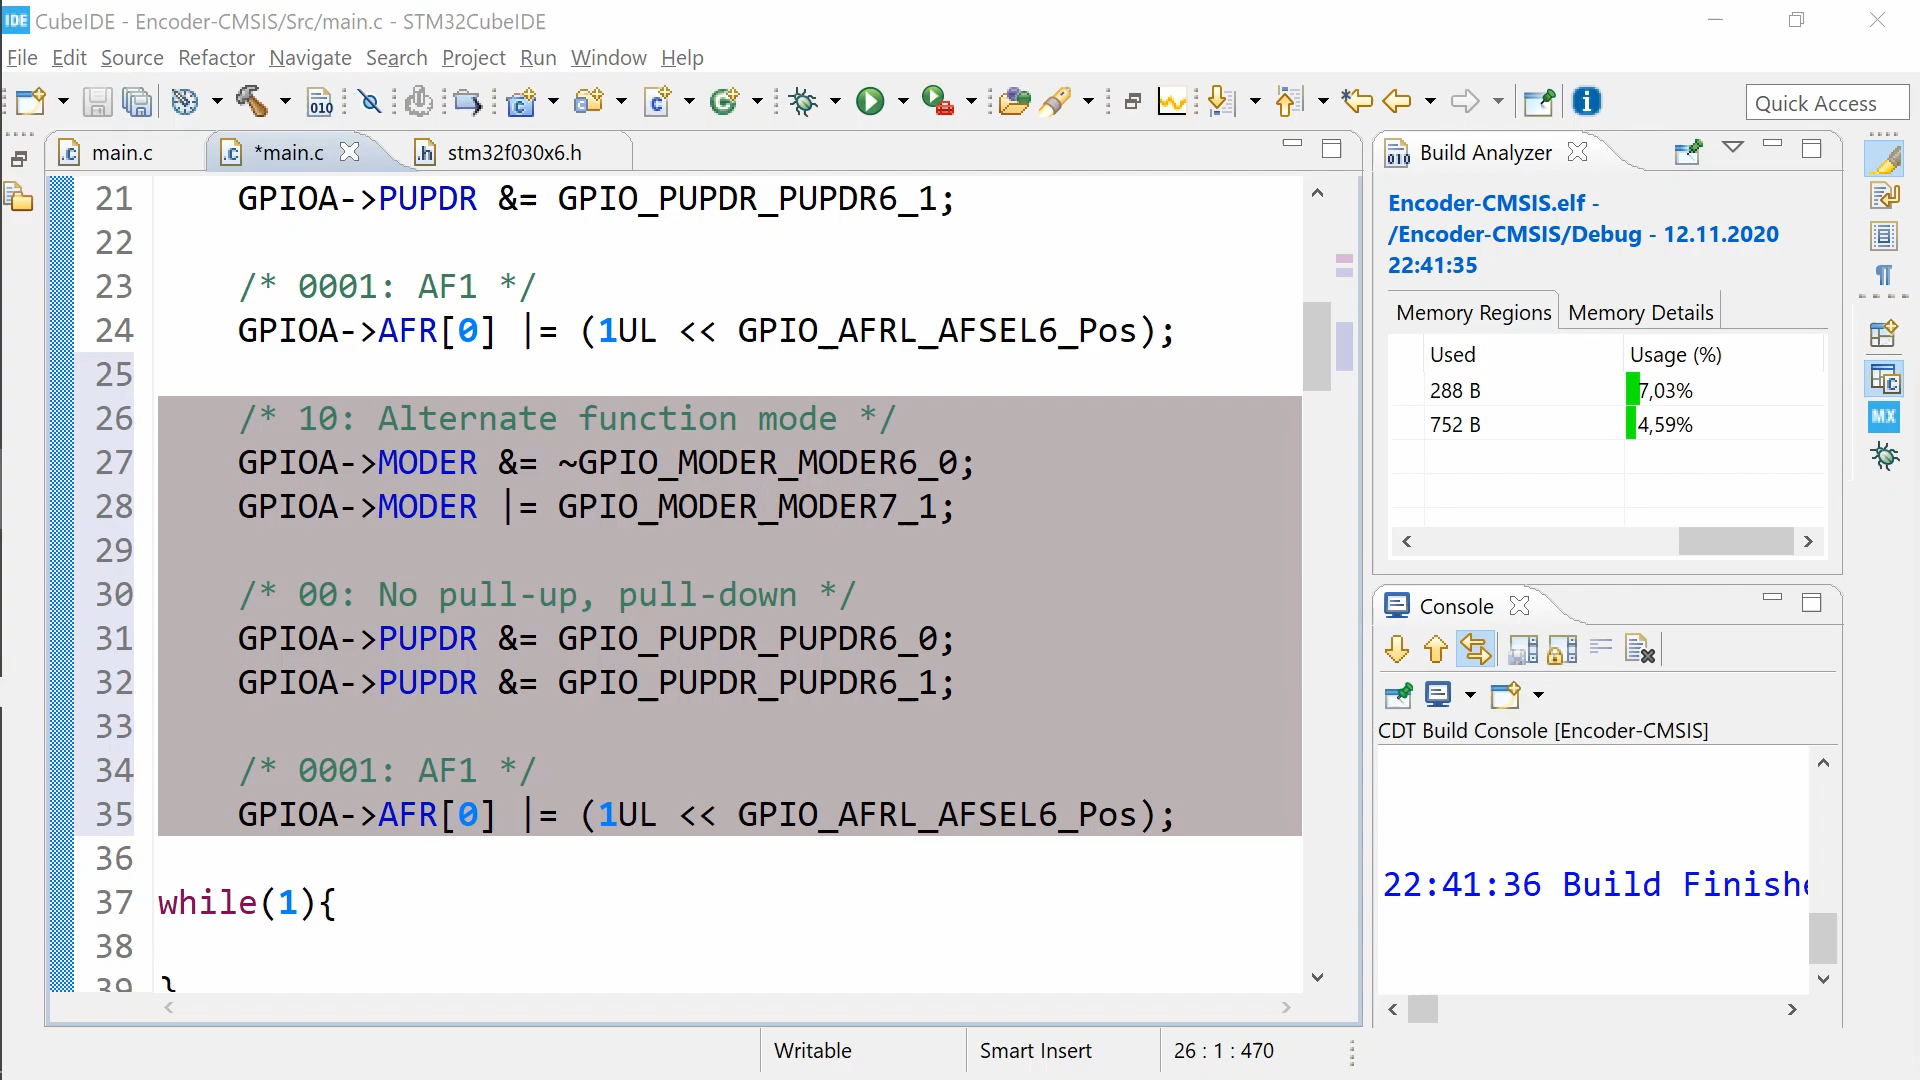 IDE CubeIDE - Encoder-CMSIS/Src/main.c - STM32CubeIDE
File Edit Source Refactor Navigate Search Project Run Window Help
010
Quick Access
main.c
*main.c
stm32f030x6.h
21 GPIOA->PUPDR &= GPIO_PUPDR_PUPDR6_1;
22
23 /* 0001: AF1 */
24 GPIOA->AFR[0] |= (1UL << GPIO_AFRL_AFSEL6_Pos);
25
26 /* 10: Alternate function mode */
27 GPIOA->MODER &= ~GPIO_MODER_MODER6_0;
28 GPIOA->MODER |= GPIO_MODER_MODER7_1;
29
30 /* 00: No pull-up, pull-down */
31 GPIOA->PUPDR &= GPIO_PUPDR_PUPDR6_0;
32 GPIOA->PUPDR &= GPIO_PUPDR_PUPDR6_1;
33
34 /* 0001: AF1 */
35 GPIOA->AFR[0] |= (1UL << GPIO_AFRL_AFSEL6_Pos);
36
37 while(1){
38
39 }
Build Analyzer
Encoder-CMSIS.elf -
/Encoder-CMSIS/Debug - 12.11.2020
22:41:35
Memory Regions Memory Details
Used Usage (%)
288 B 7,03%
752 B 4,59%
MX
Console
CDT Build Console [Encoder-CMSIS]
22:41:36 Build Finishe
Writable Smart Insert 26 : 1 : 470